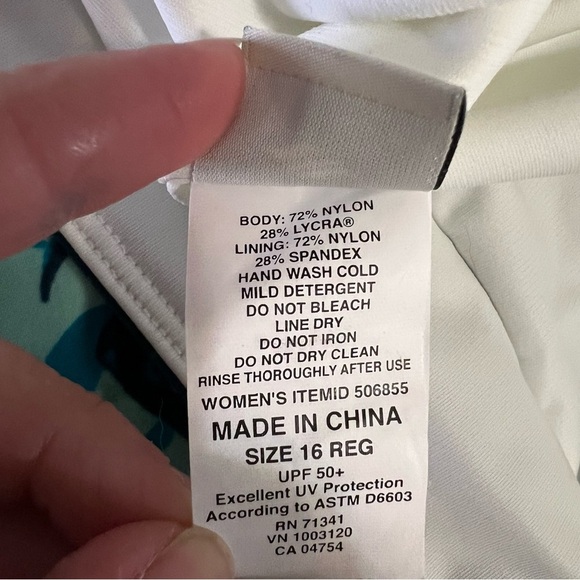 BODY: 72% NYLON
28% LYCRA®
LINING: 72% NYLON
28% SPANDEX
HAND WASH COLD
MILD DETERGENT
DO NOT BLEACH
LINE DRY
DO NOT IRON
DO NOT DRY CLEAN
RINSE THOROUGHLY AFTER USE
WOMEN'S ITEMID 506855
MADE IN CHINA
SIZE 16 REG
UPF 50+
Excellent UV Protection
According to ASTM D6603
RN 71341
VN 1003120
CA 04754